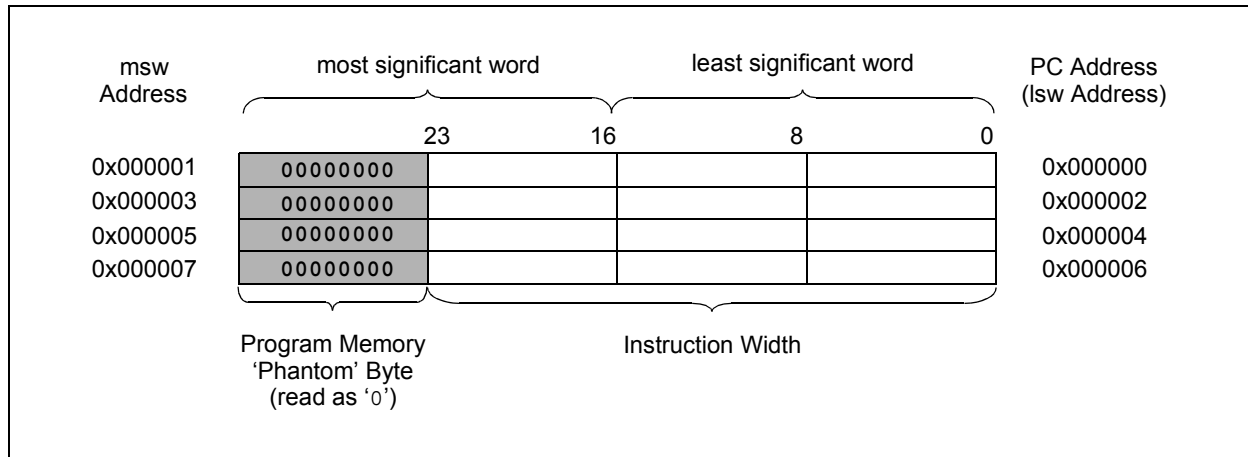 msw
Address
most significant word
least significant word
PC Address
(lsw Address)
23
16
8
0
0x000001
00000000
0x000000
0x000003
00000000
0x000002
0x000005
00000000
0x000004
0x000007
00000000
0x000006
Program Memory
‘Phantom’ Byte
(read as ‘0’)
Instruction Width